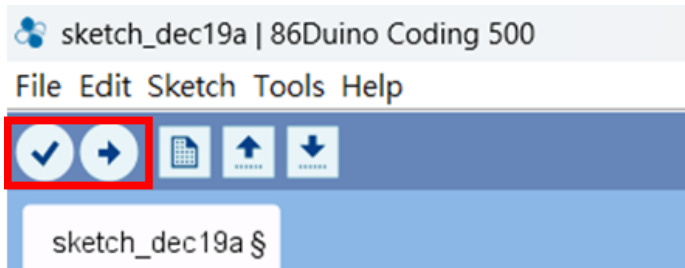 sketch_dec19a | 86Duino Coding 500
File Edit Sketch Tools Help
sketch_dec19a §